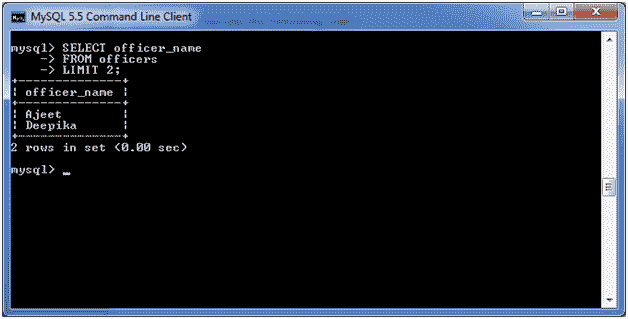 MySQL 5.5 Command Line Client
mysql> SELECT officer_name
    -> FROM officers
    -> LIMIT 2;
+--------------+
| officer_name |
+--------------+
| Ajeet        |
| Deepika      |
+--------------+
2 rows in set (0.00 sec)
mysql> _